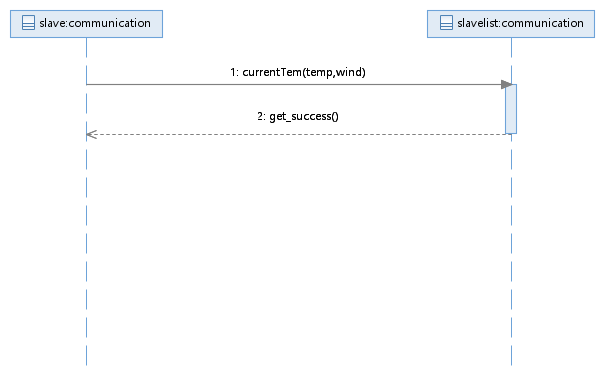 slave:communication
slavelist:communication
1: currentTem(temp,wind)
2: get_success()